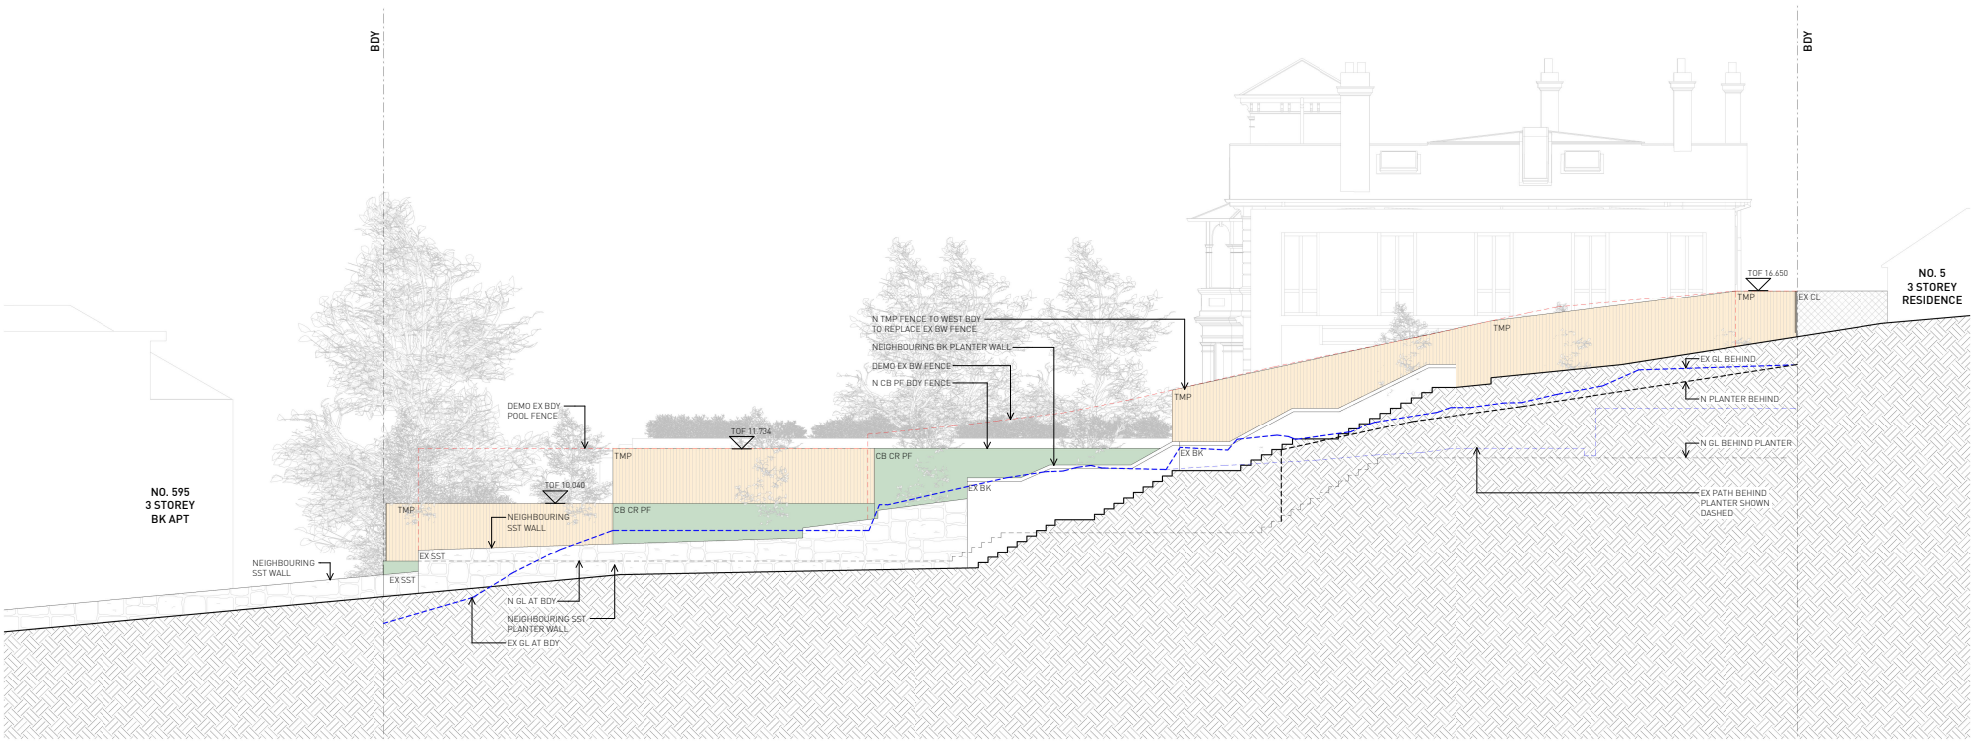 BDY
BDY
NO. 595
3 STOREY
BK APT
NO. 5
3 STOREY
RESIDENCE
TOF 16.650
TMP
EX CL
TMP
N TMP FENCE TO WEST BDY
TO REPLACE EX BW FENCE
NEIGHBOURING BK PLANTER WALL
DEMO EX BW FENCE
N CB PF BDY FENCE
TMP
EX GL BEHIND
N PLANTER BEHIND
DEMO EX BDY
POOL FENCE
TOF 11.734
N GL BEHIND PLANTER
TMP
CB CR PF
EX BK
TOF 10.040
EX BK
EX PATH BEHIND
PLANTER SHOWN
DASHED
TMP
CB CR PF
NEIGHBOURING
SST WALL
EX SST
NEIGHBOURING
SST WALL
EX SST
N GL AT BDY
NEIGHBOURING SST
PLANTER WALL
EX GL AT BDY